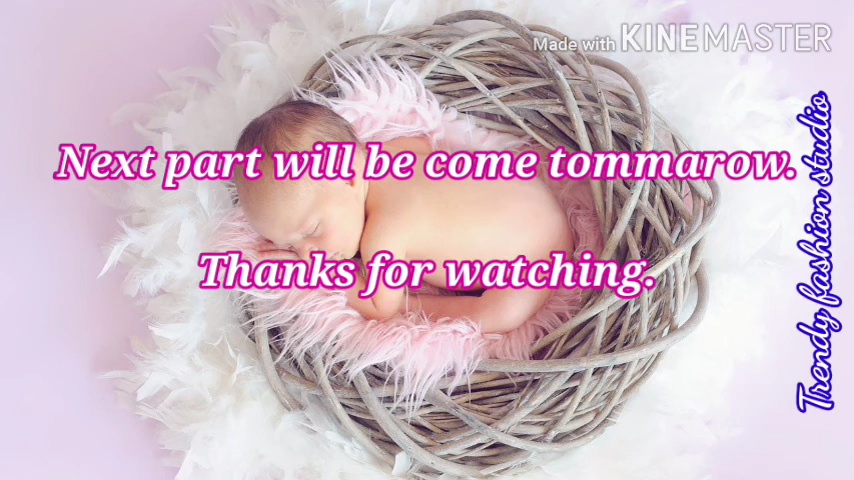 Made with KINEMASTER
Next part will be come tommarow.
Thanks for watching.
Trendy fashion studio